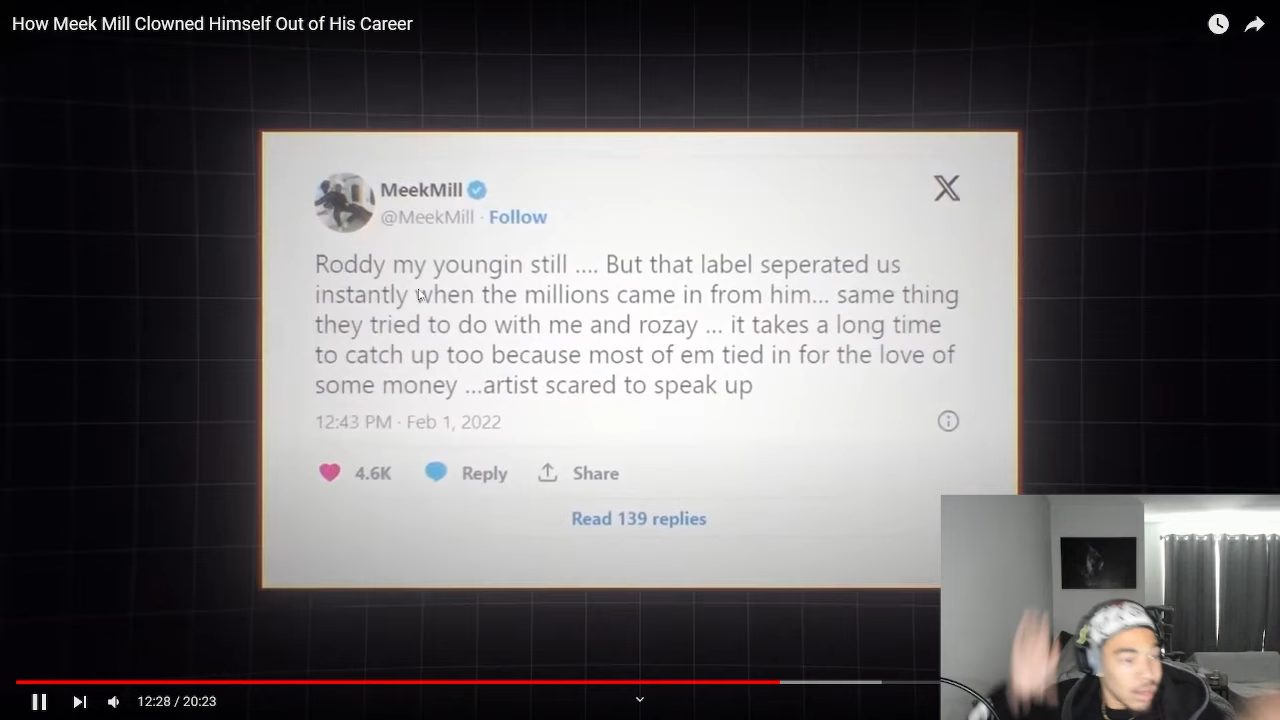 How Meek Mill Clowned Himself Out of His Career
MeekMill
@MeekMill · Follow
Roddy my youngin still .... But that label seperated us
instantly when the millions came in from him... same thing
they tried to do with me and rozay ... it takes a long time
to catch up too because most of em tied in for the love of
some money ...artist scared to speak up
12:43 PM · Feb 1, 2022
4.6K Reply Share
Read 139 replies
12:28 / 20:23